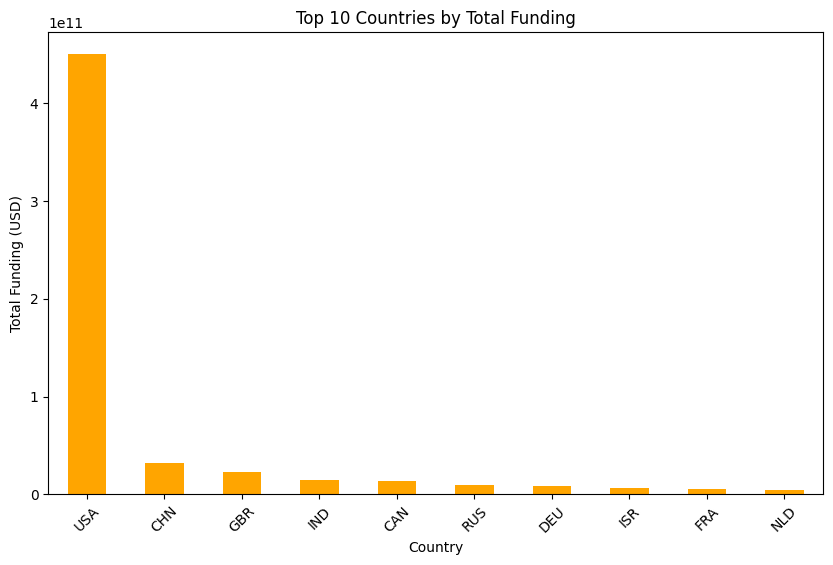 Top 10 Countries by Total Funding
1e11
Total Funding (USD)
4
3
2
1
0
USA CHN GBR IND CAN RUS DEU ISR FRA NLD
Country